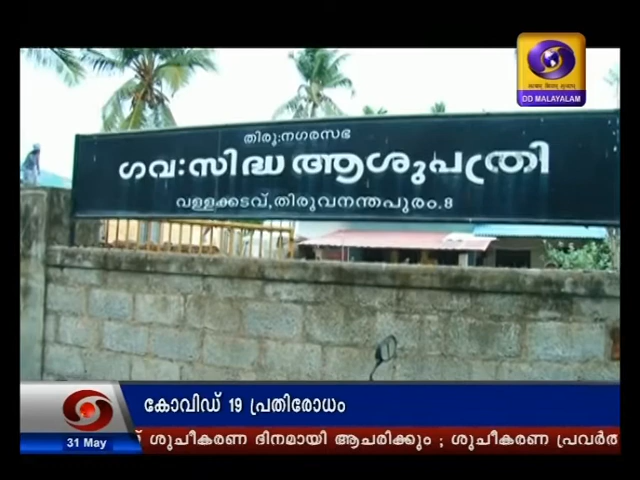 DD MALAYALAM
തിരു:നഗരസഭ
ഗവ:സിദ്ധ ആശുപത്രി
വള്ളക്കടവ്,തിരുവനന്തപുരം.8
കോവിഡ് 19 പ്രതിരോധം
31 May
ശുചീകരണ ദിനമായി ആചരിക്കും ; ശുചീകരണ പ്രവർത